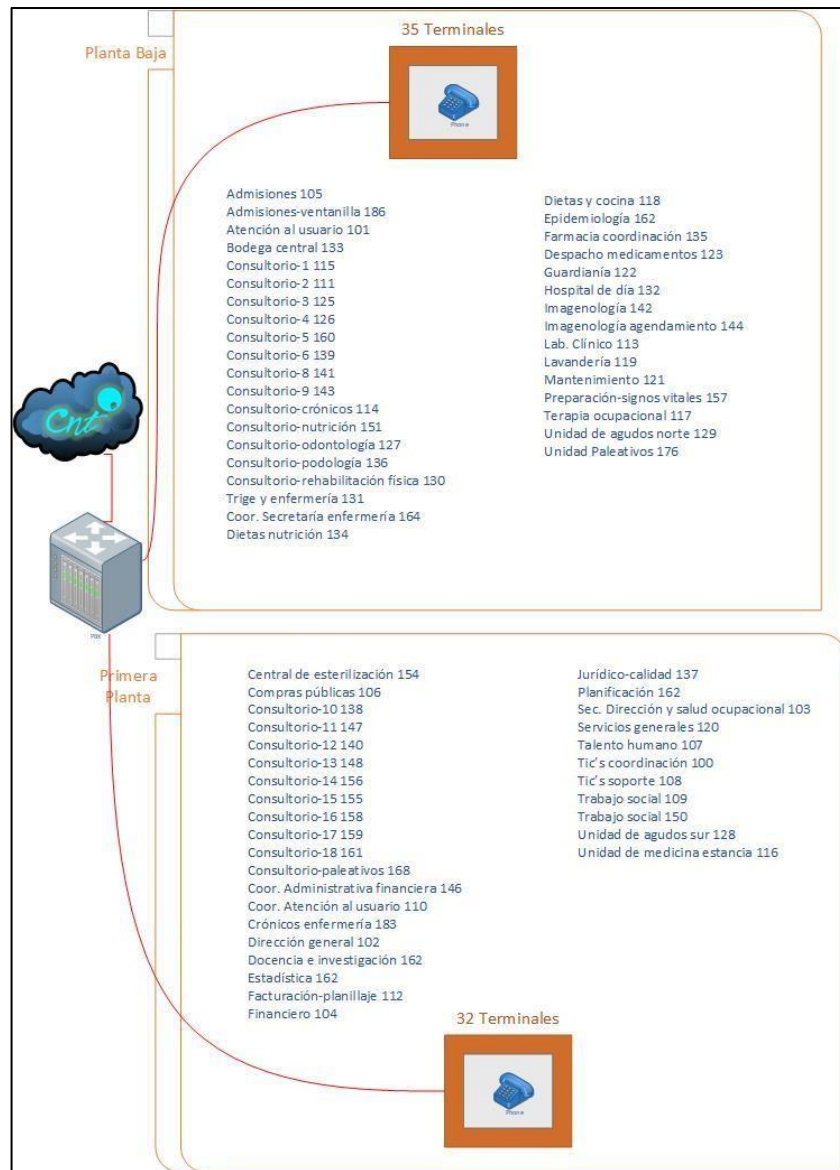 35 Terminales
Planta Baja
Phone
Admisiones 105
Admisiones-ventanilla 186
Atención al usuario 101
Bodega central 133
Consultorio-1 115
Consultorio-2 111
Consultorio-3 125
Consultorio-4 126
Consultorio-5 160
Consultorio-6 139
Consultorio-8 141
Consultorio-9 143
Consultorio-crónicos 114
Consultorio-nutrición 151
Consultorio-odontología 127
Consultorio-podología 136
Consultorio-rehabilitación física 130
Trige y enfermería 131
Coor. Secretaría enfermería 164
Dietas nutrición 134
Dietas y cocina 118
Epidemiología 162
Farmacia coordinación 135
Despacho medicamentos 123
Guardianía 122
Hospital de día 132
Imagenología 142
Imagenología agendamiento 144
Lab. Clínico 113
Lavandería 119
Mantenimiento 121
Preparación-signos vitales 157
Terapia ocupacional 117
Unidad de agudos norte 129
Unidad Paleativos 176
Cnt
PBX
Primera
Planta
Central de esterilización 154
Compras públicas 106
Consultorio-10 138
Consultorio-11 147
Consultorio-12 140
Consultorio-13 148
Consultorio-14 156
Consultorio-15 155
Consultorio-16 158
Consultorio-17 159
Consultorio-18 161
Consultorio-paleativos 168
Coor. Administrativa financiera 146
Coor. Atención al usuario 110
Crónicos enfermería 183
Dirección general 102
Docencia e investigación 162
Estadística 162
Facturación-planillaje 112
Financiero 104
Jurídico-calidad 137
Planificación 162
Sec. Dirección y salud ocupacional 103
Servicios generales 120
Talento humano 107
Tic's coordinación 100
Tic's soporte 108
Trabajo social 109
Trabajo social 150
Unidad de agudos sur 128
Unidad de medicina estancia 116
32 Terminales
Phone